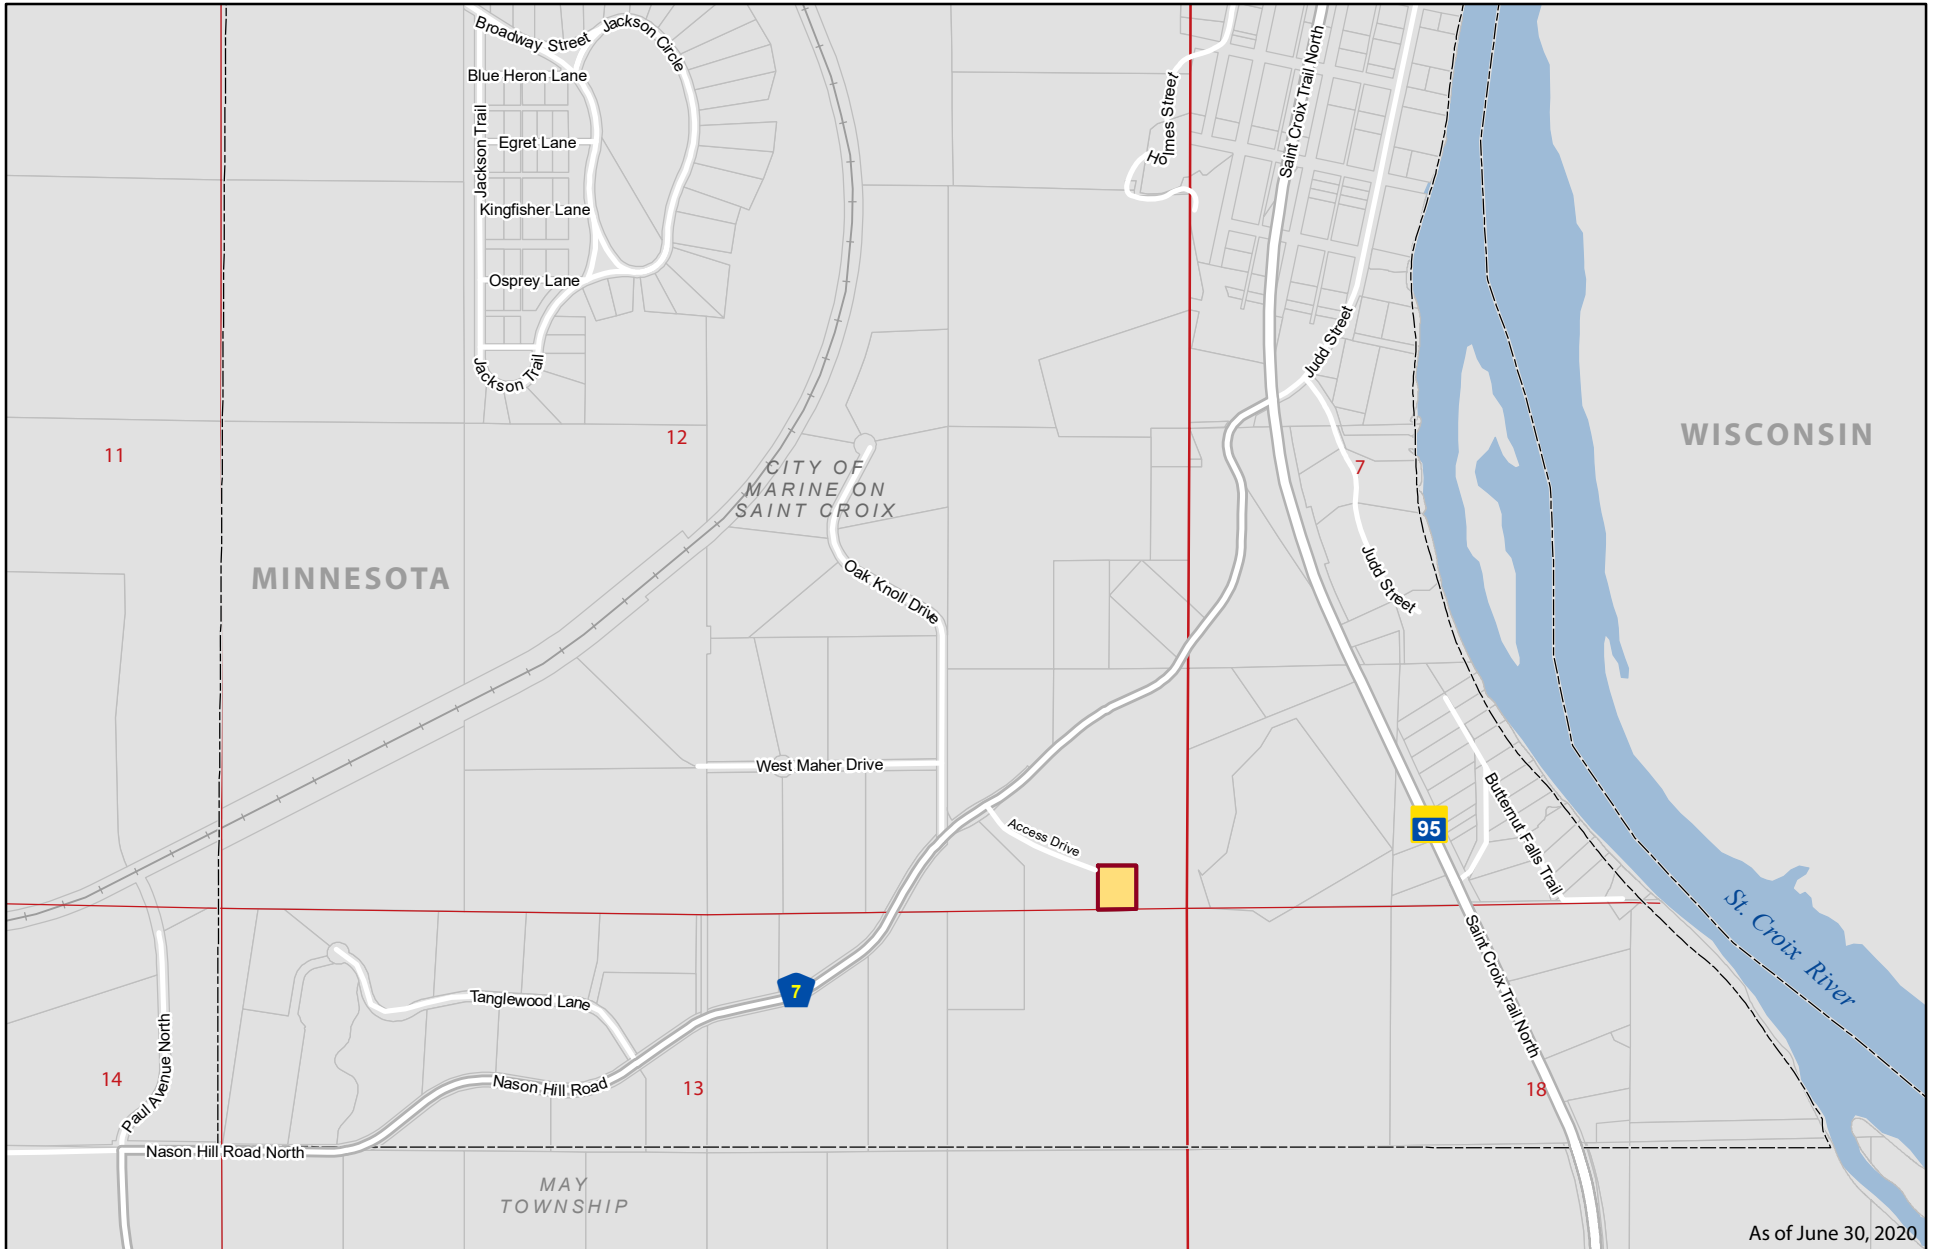 Broadway Street
Jackson Circle
Blue Heron Lane
Jackson Trail
Egret Lane
Kingfisher Lane
Osprey Lane
Jackson Trail
Holmes Street
Saint Croix Trail North
Judd Street
WISCONSIN
11
12
7
CITY OF
MARINE ON
SAINT CROIX
MINNESOTA
Oak Knoll Drive
Judd Street
West Maher Drive
Butternut Falls Trail
95
Access Drive
St. Croix River
Saint Croix Trail North
7
Tanglewood Lane
Paul Avenue North
14
Nason Hill Road
13
18
Nason Hill Road North
MAY
TOWNSHIP
As of June 30, 2020